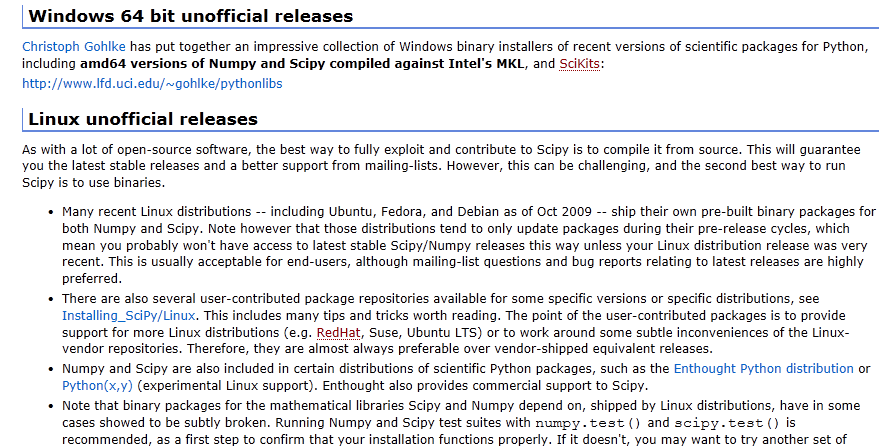 Windows 64 bit unofficial releases
Christoph Gohlke has put together an impressive collection of Windows binary installers of recent versions of scientific packages for Python,
including amd64 versions of Numpy and Scipy compiled against Intel's MKL, and SciKits:
http://www.lfd.uci.edu/~gohlke/pythonlibs
Linux unofficial releases
As with a lot of open-source software, the best way to fully exploit and contribute to Scipy is to compile it from source. This will guarantee
you the latest stable releases and a better support from mailing-lists. However, this can be challenging, and the second best way to run
Scipy is to use binaries.
• Many recent Linux distributions -- including Ubuntu, Fedora, and Debian as of Oct 2009 -- ship their own pre-built binary packages for
both Numpy and Scipy. Note however that those distributions tend to only update packages during their pre-release cycles, which
mean you probably won't have access to latest stable Scipy/Numpy releases this way unless your Linux distribution release was very
recent. This is usually acceptable for end-users, although mailing-list questions and bug reports relating to latest releases are highly
preferred.
• There are also several user-contributed package repositories available for some specific versions or specific distributions, see
Installing_SciPy/Linux. This includes many tips and tricks worth reading. The point of the user-contributed packages is to provide
support for more Linux distributions (e.g. RedHat, Suse, Ubuntu LTS) or to work around some subtle inconveniences of the Linux-
vendor repositories. Therefore, they are almost always preferable over vendor-shipped equivalent releases.
• Numpy and Scipy are also included in certain distributions of scientific Python packages, such as the Enthought Python distribution or
Python(x,y) (experimental Linux support). Enthought also provides commercial support to Scipy.
• Note that binary packages for the mathematical libraries Scipy and Numpy depend on, shipped by Linux distributions, have in some
cases showed to be subtly broken. Running Numpy and Scipy test suites with numpy.test() and scipy.test() is
recommended, as a first step to confirm that your installation functions properly. If it doesn't, you may want to try another set of